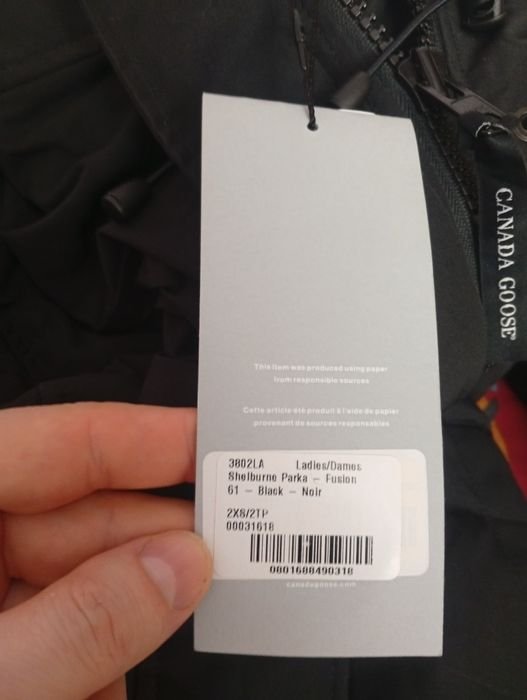 CANADA GOOSE
This item was produced using paper
from responsible sources
Cette article été produit à l'aide de papier
provenant de sources responsables
3802LA Ladies/Dames
Shelburne Parka – Fusion
61 – Black – Noir
2XS/2TP
00031618
0801688490318
canadagoose.com